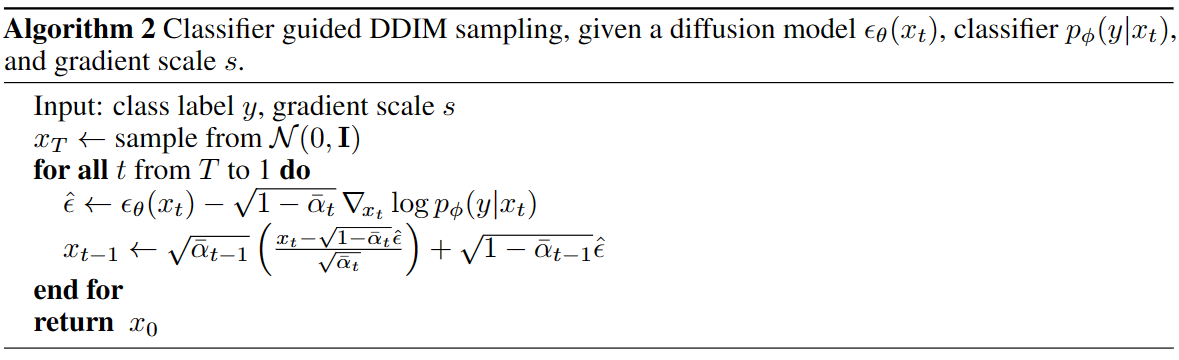 Algorithm 2 Classifier guided DDIM sampling, given a diffusion model $\epsilon_\theta(x_t)$, classifier $p_\phi(y|x_t)$,
and gradient scale $s$.
Input: class label $y$, gradient scale $s$
$x_T \leftarrow$ sample from $\mathcal{N}(0, \mathbf{I})$
for all $t$ from $T$ to 1 do
$\hat{\epsilon} \leftarrow \epsilon_\theta(x_t) - \sqrt{1 - \bar{\alpha}_t} \nabla_{x_t} \log p_\phi(y|x_t)$
$x_{t-1} \leftarrow \sqrt{\bar{\alpha}_{t-1}} \left( \frac{x_t - \sqrt{1 - \bar{\alpha}_t} \hat{\epsilon}}{\sqrt{\bar{\alpha}_t}} \right) + \sqrt{1 - \bar{\alpha}_{t-1}} \hat{\epsilon}$
end for
return $x_0$